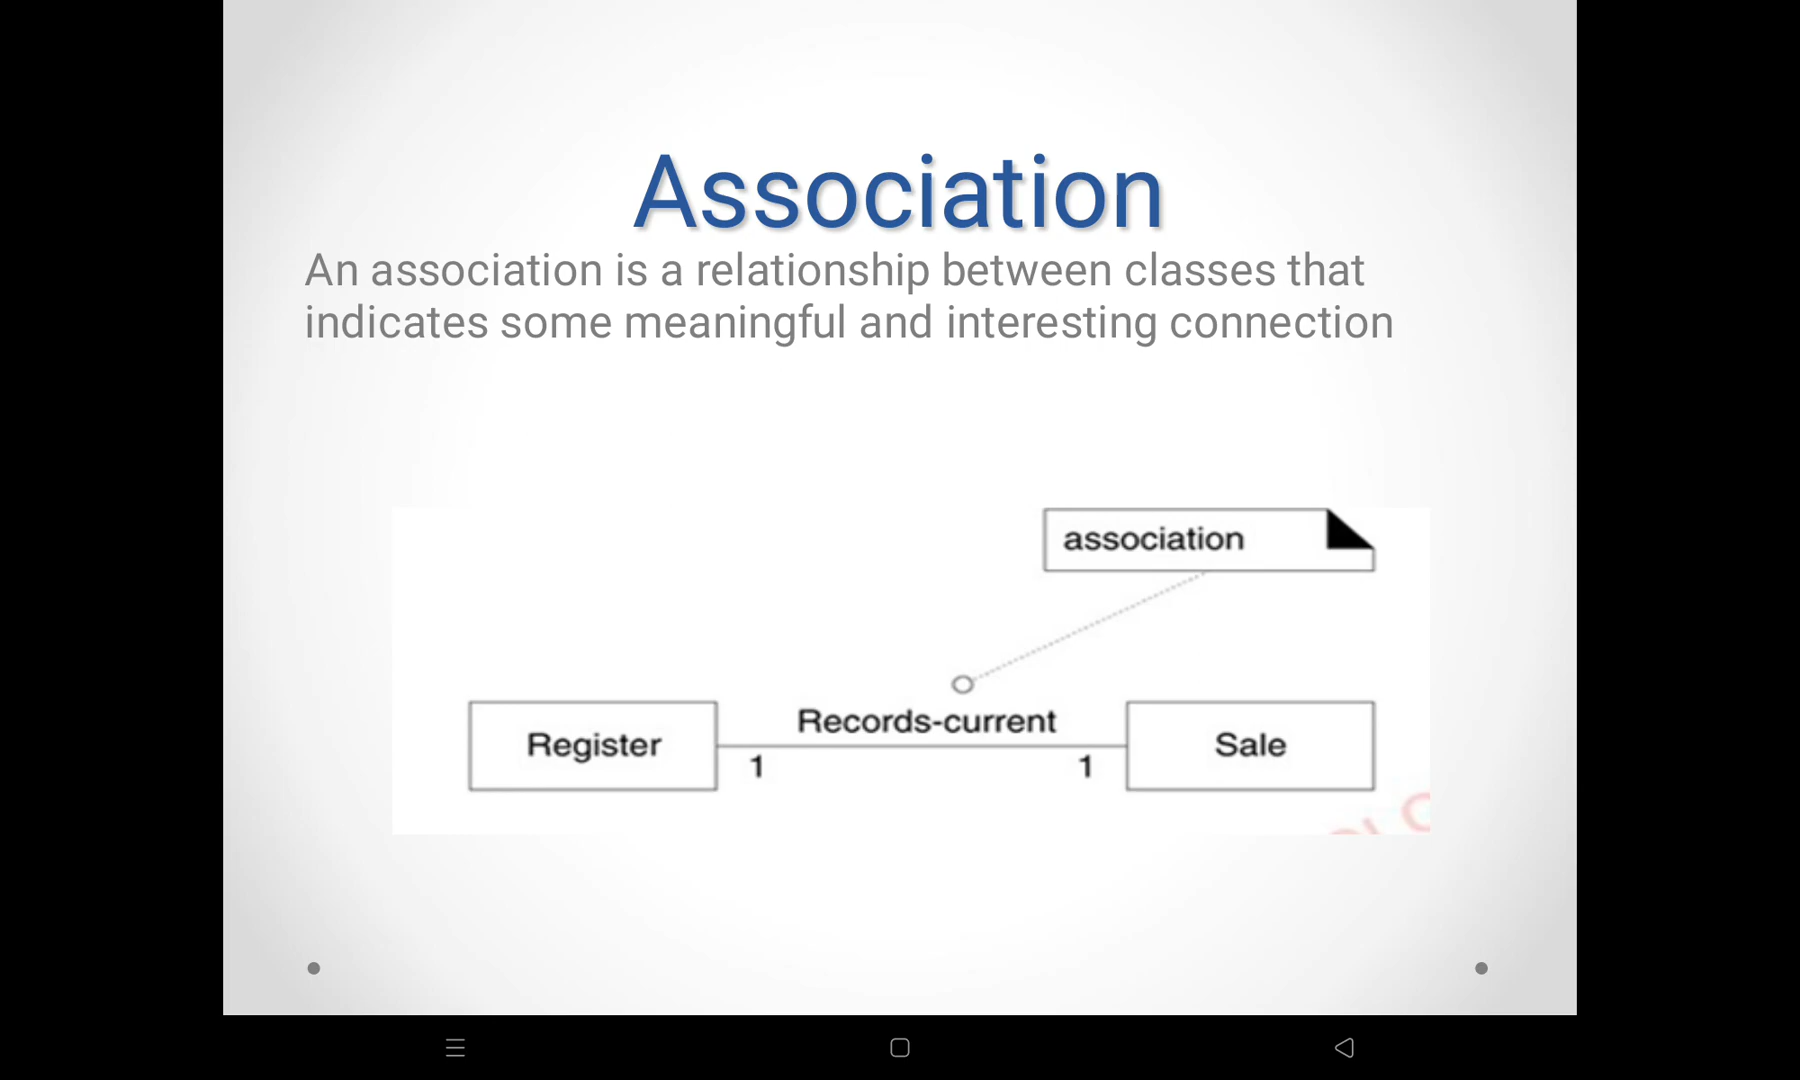 Association
An association is a relationship between classes that
indicates some meaningful and interesting connection
association
Records-current
Register
Sale
1
1